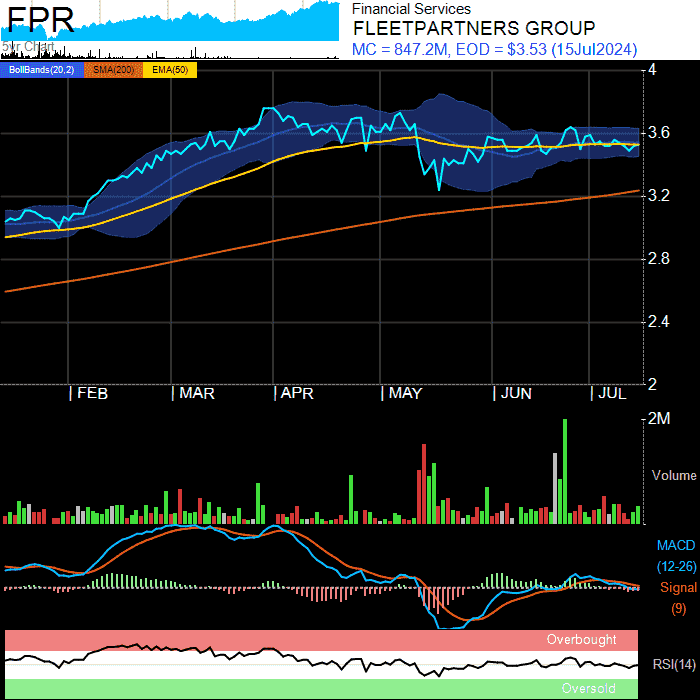 FPR
5yr Chart
Financial Services
FLEETPARTNERS GROUP
MC = 847.2M, EOD = $3.53 (15Jul2024)
BollBands(20,2) SMA(200) EMA(50)
4
3.6
3.2
2.8
2.4
2
FEB MAR APR MAY JUN JUL
2M
Volume
MACD
(12-26)
Signal
(9)
Overbought
RSI(14)
Oversold